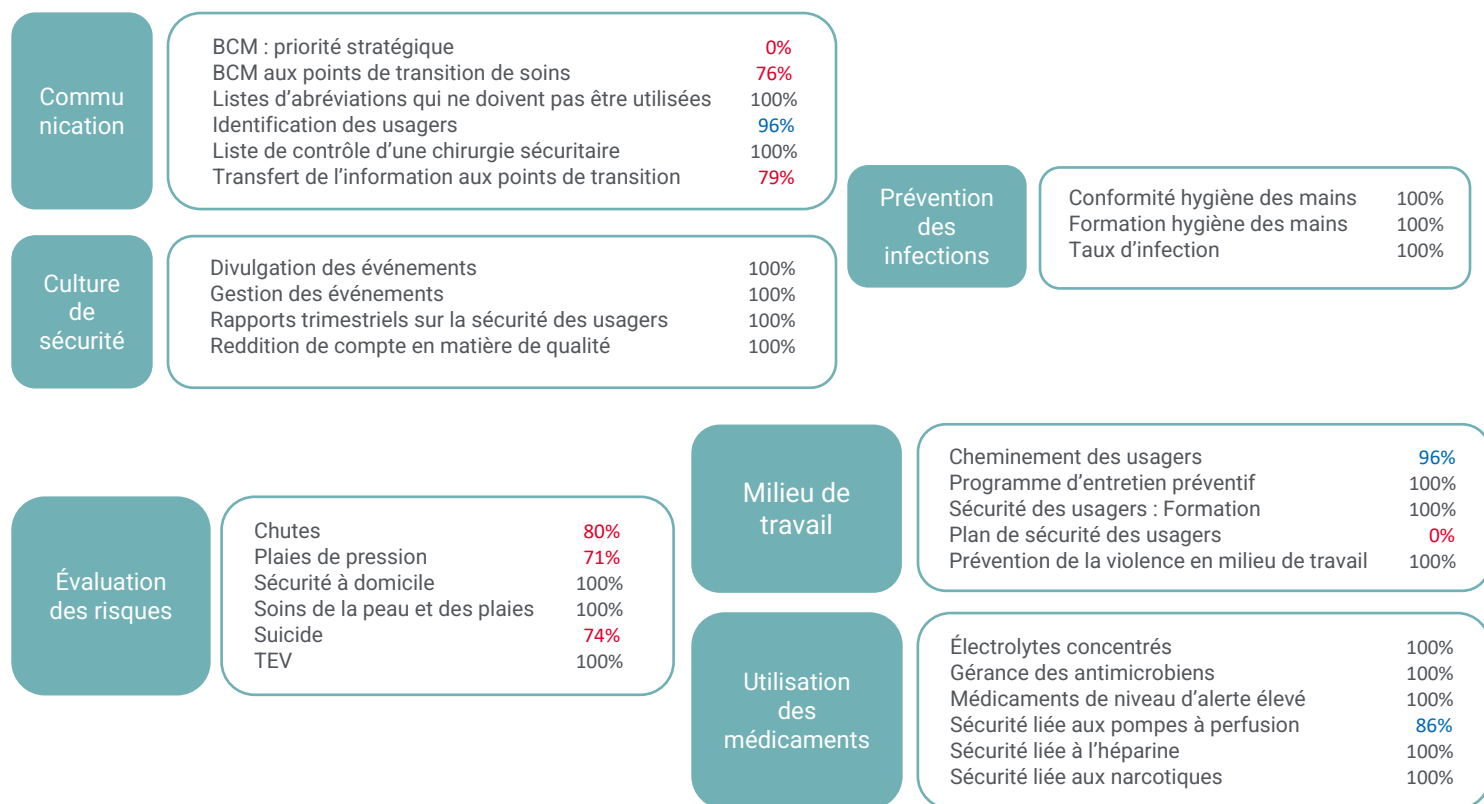 Commu
nication
BCM : priorité stratégique 0%
BCM aux points de transition de soins 76%
Listes d’abréviations qui ne doivent pas être utilisées 100%
Identification des usagers 96%
Liste de contrôle d’une chirurgie sécuritaire 100%
Transfert de l’information aux points de transition 79%
Prévention
des
infections
Conformité hygiène des mains 100%
Formation hygiène des mains 100%
Taux d’infection 100%
Culture
de
sécurité
Divulgation des événements 100%
Gestion des événements 100%
Rapports trimestriels sur la sécurité des usagers 100%
Reddition de compte en matière de qualité 100%
Milieu de
travail
Cheminement des usagers 96%
Programme d’entretien préventif 100%
Sécurité des usagers : Formation 100%
Plan de sécurité des usagers 0%
Prévention de la violence en milieu de travail 100%
Évaluation
des risques
Chutes 80%
Plaies de pression 71%
Sécurité à domicile 100%
Soins de la peau et des plaies 100%
Suicide 74%
TEV 100%
Utilisation
des
médicaments
Électrolytes concentrés 100%
Gérance des antimicrobiens 100%
Médicaments de niveau d’alerte élevé 100%
Sécurité liée aux pompes à perfusion 86%
Sécurité liée à l’héparine 100%
Sécurité liée aux narcotiques 100%